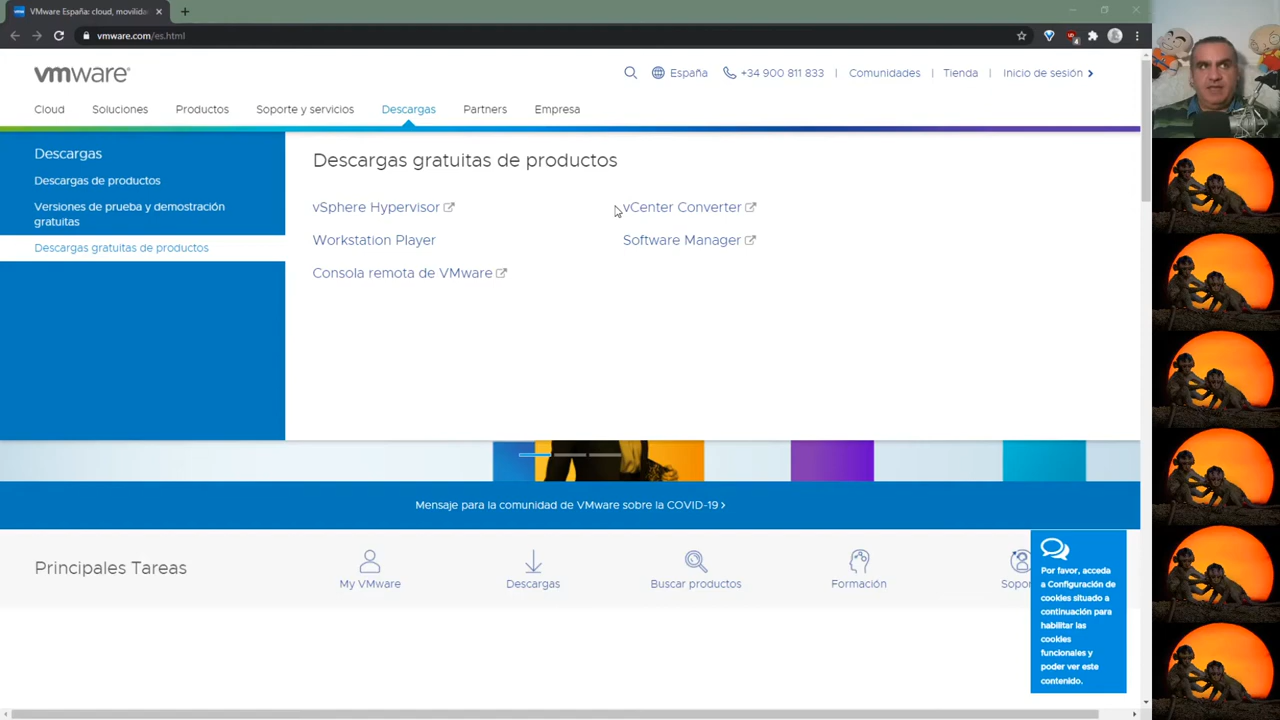 VMware España: cloud, movilida
vmware.com/es.html
4
vmware®
España
+34 900 811 833
Comunidades
Tienda
Inicio de sesión
Cloud
Soluciones
Productos
Soporte y servicios
Descargas
Partners
Empresa
Descargas
Descargas de productos
Versiones de prueba y demostración
gratuitas
Descargas gratuitas de productos
Descargas gratuitas de productos
vSphere Hypervisor
vCenter Converter
Workstation Player
Software Manager
Consola remota de VMware
Mensaje para la comunidad de VMware sobre la COVID-19
Principales Tareas
My VMware
Descargas
Buscar productos
Formación
Sopor
Por favor, acceda
a Configuración de
cookies situado a
continuación para
habilitar las
cookies
funcionales y
poder ver este
contenido.